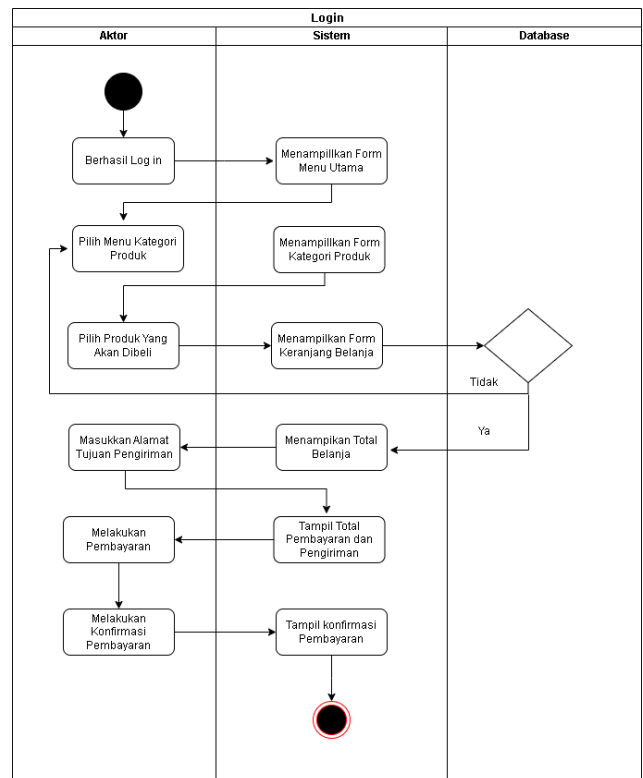 Login
Aktor
Sistem
Database
Berhasil Log in
Menampillkan Form
Menu Utama
Pilih Menu Kategori
Produk
Menampillkan Form
Kategori Produk
Pilih Produk Yang
Akan Dibeli
Menampilkan Form
Keranjang Belanja
Tidak
Ya
Masukkan Alamat
Tujuan Pengiriman
Menampikan Total
Belanja
Melakukan
Pembayaran
Tampil Total
Pembayaran dan
Pengiriman
Melakukan
Konfirmasi
Pembayaran
Tampil konfirmasi
Pembayaran